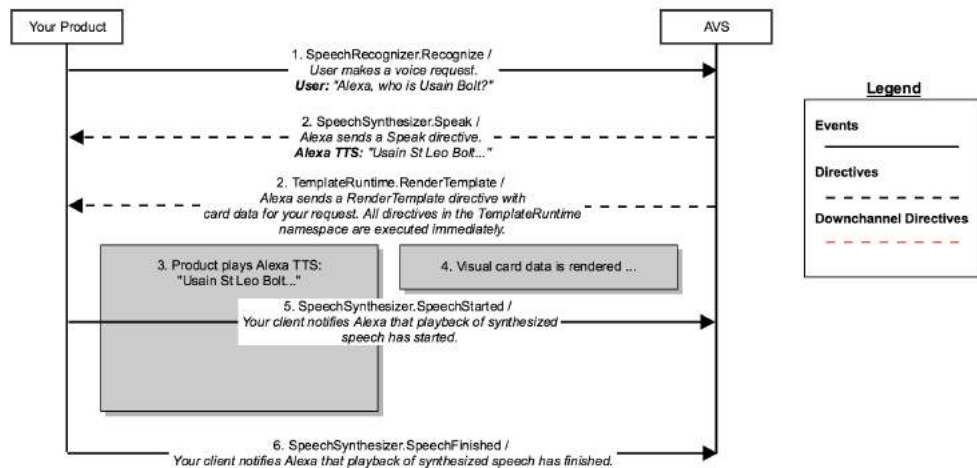 Your Product
AVS
1. SpeechRecognizer.Recognize /
User makes a voice request.
User: "Alexa, who is Usain Bolt?"
Legend
Events
Directives
Downchannel Directives
2. SpeechSynthesizer.Speak /
Alexa sends a Speak directive.
Alexa TTS: "Usain St Leo Bolt..."
2. TemplateRuntime.RenderTemplate /
Alexa sends a RenderTemplate directive with
card data for your request. All directives in the TemplateRuntime
namespace are executed immediately.
3. Product plays Alexa TTS:
"Usain St Leo Bolt..."
4. Visual card data is rendered ...
5. SpeechSynthesizer.SpeechStarted /
Your client notifies Alexa that playback of synthesized
speech has started.
6. SpeechSynthesizer.SpeechFinished /
Your client notifies Alexa that playback of synthesized speech has finished.